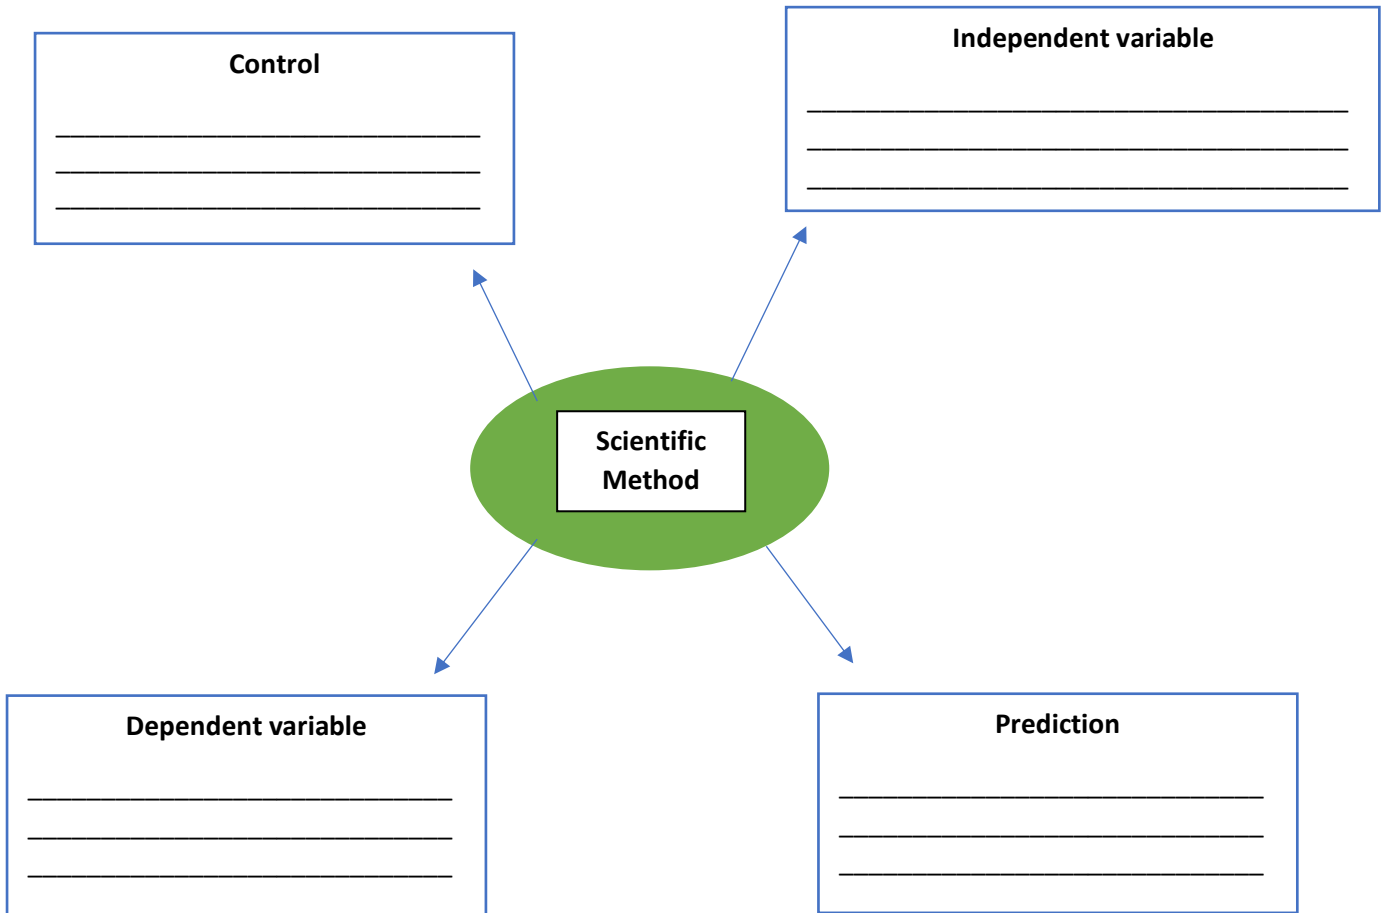 Control
Independent variable
Scientific
Method
Dependent variable
Prediction